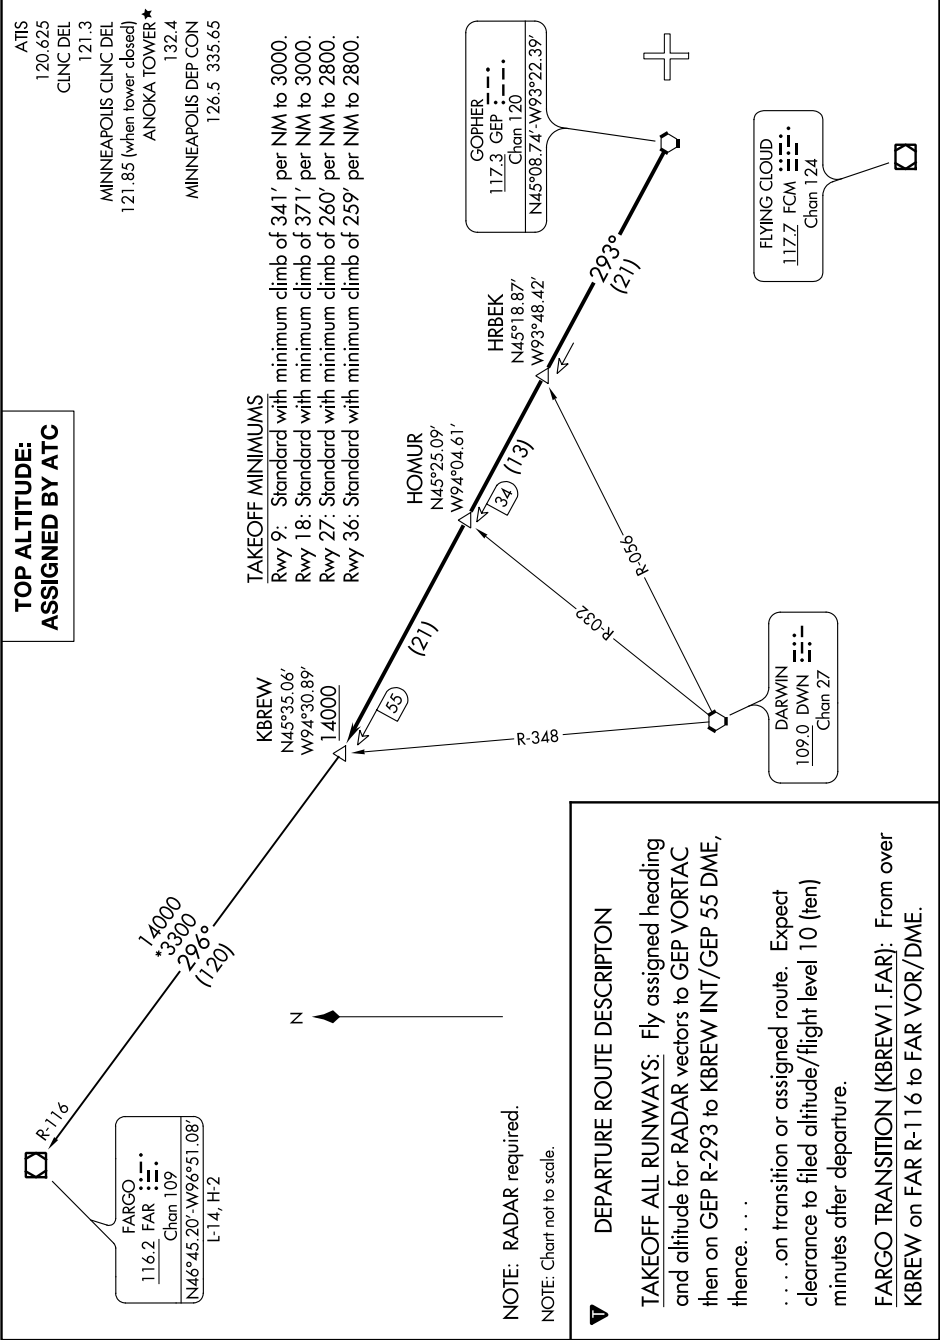 TOP ALTITUDE:
ASSIGNED BY ATC
ATIS
120.625
CLNC DEL
121.3
MINNEAPOLIS CLNC DEL
121.85 (when tower closed)
ANOKA TOWER★
132.4
MINNEAPOLIS DEP CON
126.5 335.65
TAKEOFF MINIMUMS
Rwy 9: Standard with minimum climb of 341' per NM to 3000.
Rwy 18: Standard with minimum climb of 371' per NM to 3000.
Rwy 27: Standard with minimum climb of 260' per NM to 2800.
Rwy 36: Standard with minimum climb of 259' per NM to 2800.
FARGO
116.2 FAR
Chan 109
N46°45.20'-W96°51.08'
L-14, H-2
R-116
14000
*3300
296°
(120)
KBREW
N45°35.06'
W94°30.89'
14000
55
(21)
HOMUR
N45°25.09'
W94°04.61'
34
(13)
HRBEK
N45°18.87'
W93°48.42'
293°
(21)
GOPHER
117.3 GEP
Chan 120
N45°08.74'-W93°22.39'
R-348
R-032
R-056
DARWIN
109.0 DWN
Chan 27
FLYING CLOUD
117.7 FCM
Chan 124
N
NOTE: RADAR required.
NOTE: Chart not to scale.
T
DEPARTURE ROUTE DESCRIPTON
TAKEOFF ALL RUNWAYS: Fly assigned heading
and altitude for RADAR vectors to GEP VORTAC
then on GEP R-293 to KBREW INT/GEP 55 DME,
thence. . . .
. . . .on transition or assigned route. Expect
clearance to filed altitude/flight level 10 (ten)
minutes after departure.
FARGO TRANSITION (KBREW1.FAR): From over
KBREW on FAR R-116 to FAR VOR/DME.